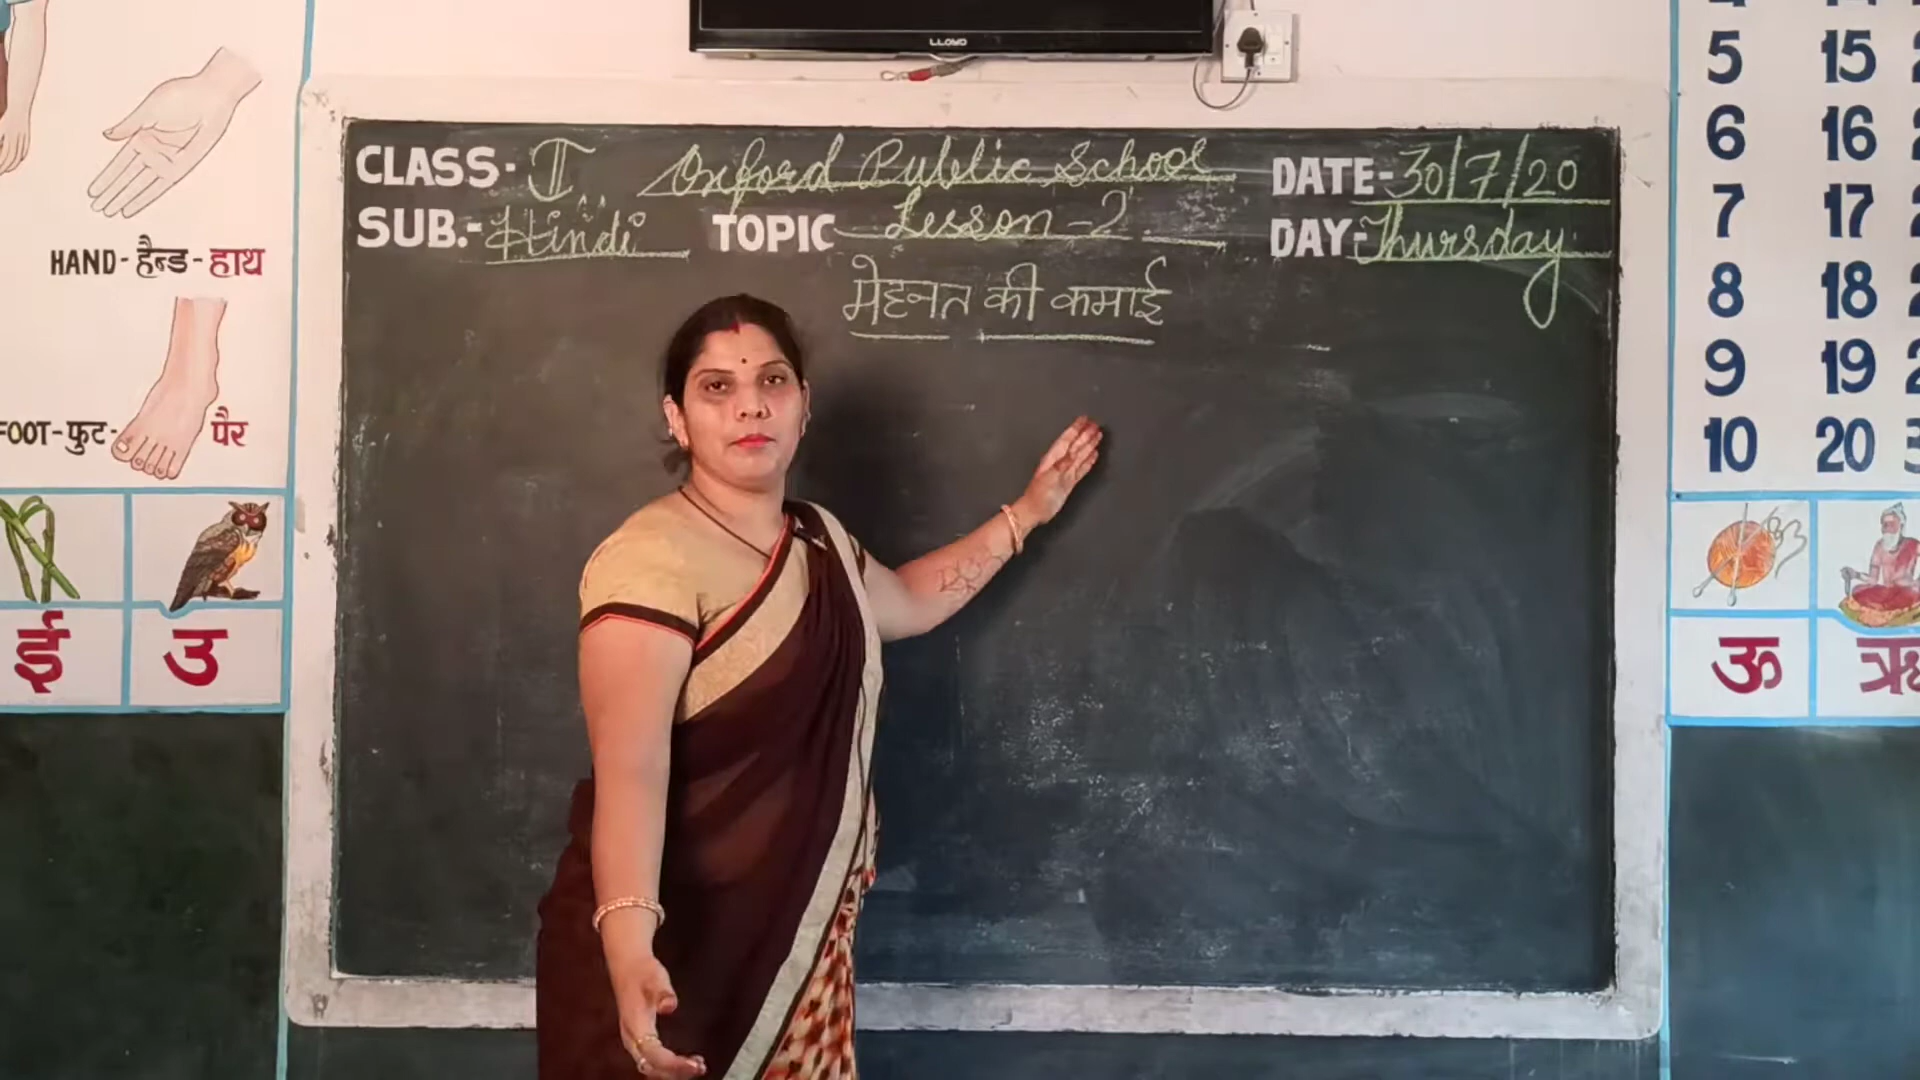 LLOYD
CLASS- I Oxford Public School DATE- 30/7/20
SUB.- Hindi TOPIC Lesson-2 DAY- Thursday
मेहनत की कमाई
HAND-हैन्ड-हाथ
FOOT-फुट-पैर
ई उ
5 15
6 16
7 17
8 18
9 19
10 20
ऊ ऋ